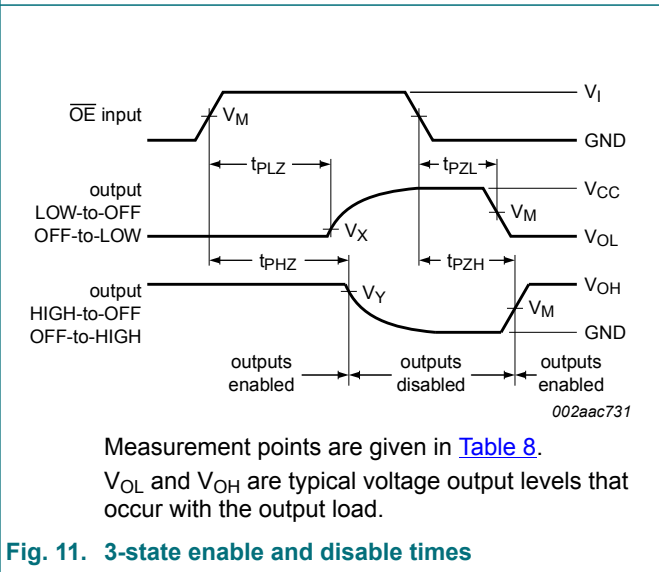 V_I
O̅E̅ input
V_M
GND
t_PLZ
t_PZL
output
LOW-to-OFF
OFF-to-LOW
V_CC
V_M
V_X
V_OL
t_PHZ
t_PZH
output
HIGH-to-OFF
OFF-to-HIGH
V_Y
V_OH
V_M
GND
outputs
enabled
outputs
disabled
outputs
enabled
002aac731
Measurement points are given in Table 8.
V_OL and V_OH are typical voltage output levels that
occur with the output load.
Fig. 11. 3-state enable and disable times